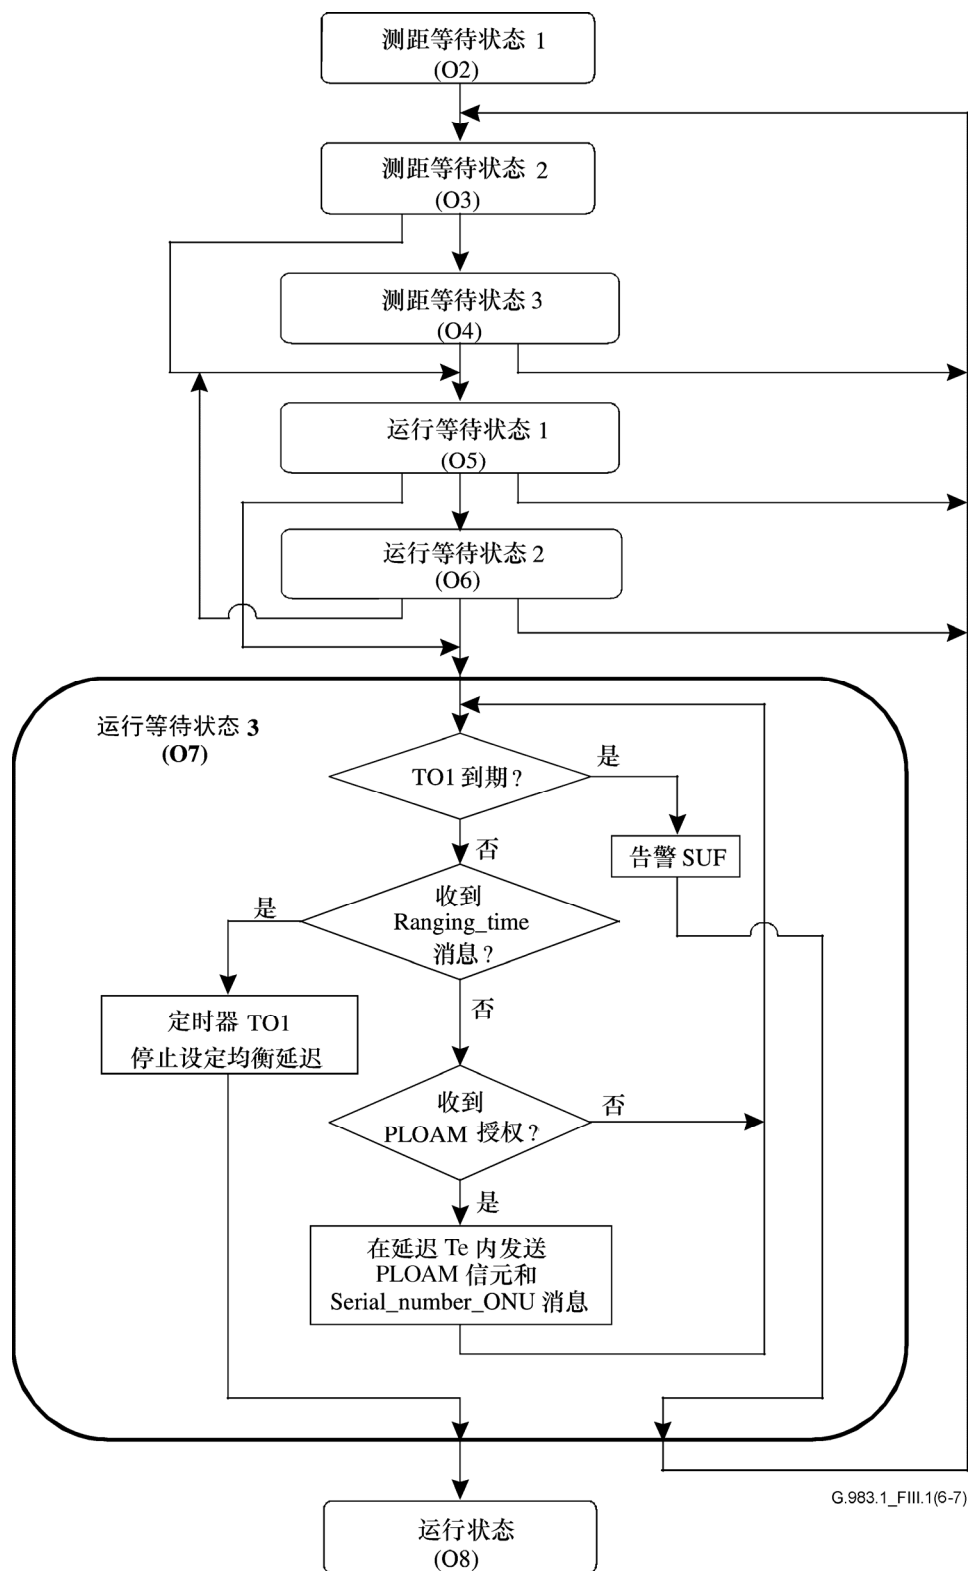 测距等待状态 1
(O2)
测距等待状态 2
(O3)
测距等待状态 3
(O4)
运行等待状态 1
(O5)
运行等待状态 2
(O6)
运行等待状态 3
(O7)
TO1 到期？
是
告警 SUF
否
收到
Ranging_time
消息？
是
定时器 TO1
停止设定均衡延迟
否
收到
PLOAM 授权？
否
是
在延迟 Te 内发送
PLOAM 信元和
Serial_number_ONU 消息
G.983.1_FIII.1(6-7)
运行状态
(O8)